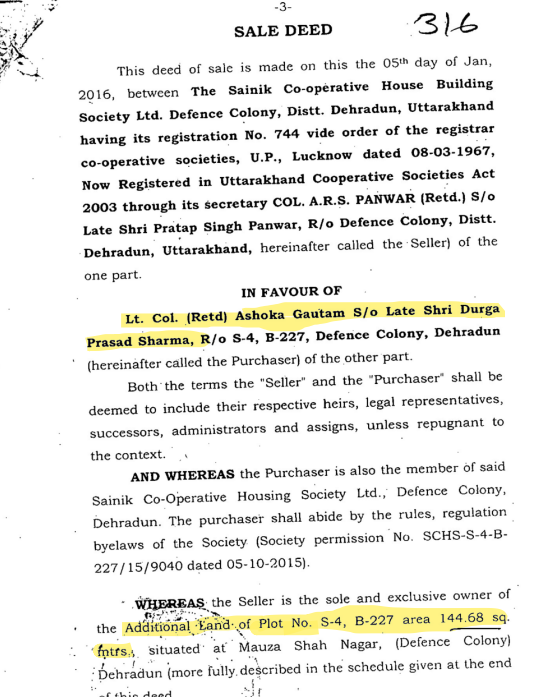 -3-
316
SALE DEED
This deed of sale is made on this the 05th day of Jan,
2016, between The Sainik Co-operative House Building
Society Ltd. Defence Colony, Distt. Dehradun, Uttarakhand
having its registration No. 744 vide order of the registrar
co-operative societies, U.P., Lucknow dated 08-03-1967,
Now Registered in Uttarakhand Cooperative Societies Act
2003 through its secretary COL. A.R.S. PANWAR (Retd.) S/o
Late Shri Pratap Singh Panwar, R/o Defence Colony, Distt.
Dehradun, Uttarakhand, hereinafter called the Seller) of the
one part.
IN FAVOUR OF
Lt. Col. (Retd) Ashoka Gautam S/o Late Shri Durga
Prasad Sharma, R/o S-4, B-227, Defence Colony, Dehradun
(hereinafter called the Purchaser) of the other part.
Both the terms the "Seller" and the "Purchaser" shall be
deemed to include their respective heirs, legal representatives,
successors, administrators and assigns, unless repugnant to
the context.
AND WHEREAS the Purchaser is also the member of said
Sainik Co-Operative Housing Society Ltd., Defence Colony,
Dehradun. The purchaser shall abide by the rules, regulation
byelaws of the Society (Society permission No. SCHS-S-4-B-
227/15/9040 dated 05-10-2015).
WHEREAS the Seller is the sole and exclusive owner of
the Additional Land of Plot No. S-4, B-227 area 144.68 sq.
mtrs., situated at Mauza Shah Nagar, (Defence Colony)
Dehradun (more fully described in the schedule given at the end
of this deed